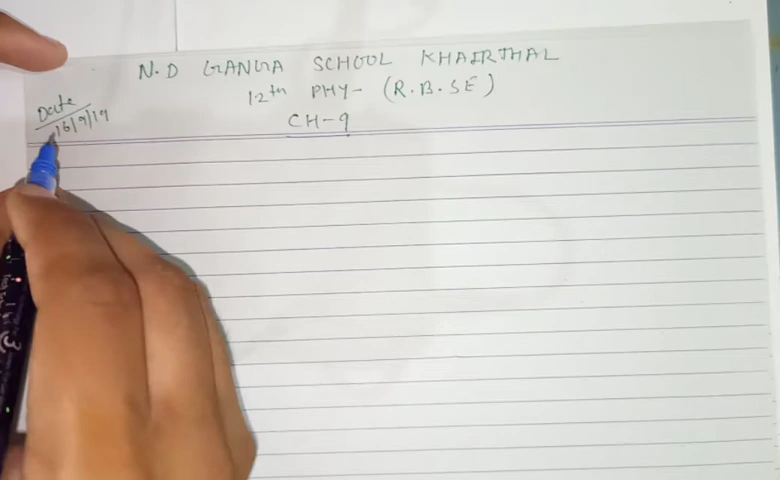 N.D GANGA SCHOOL KHAIRTHAL
12th PHY- (R.B.SE)
Date
16/9/19
CH-9